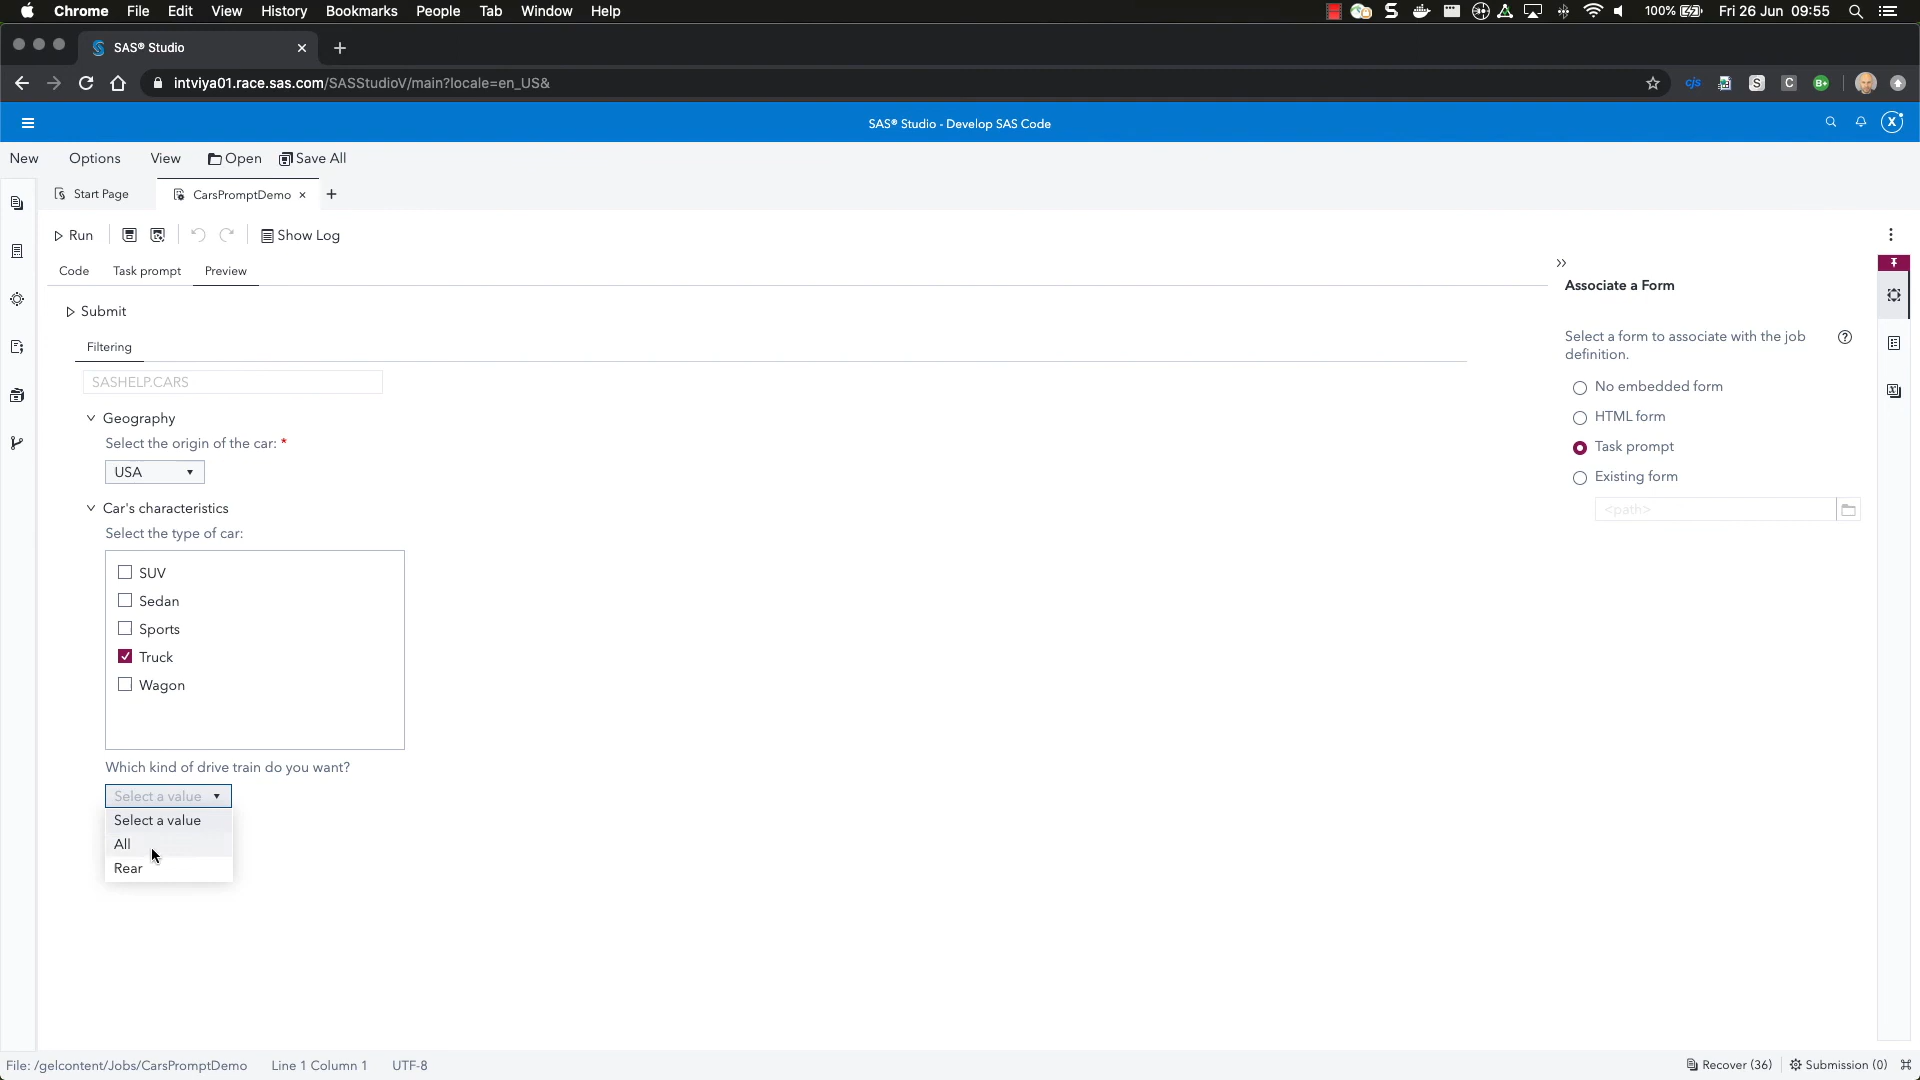 Chrome File Edit View History Bookmarks People Tab Window Help 100% Fri 26 Jun 09:55
SAS® Studio
intviya01.race.sas.com/SASStudioV/main?locale=en_US&
SAS® Studio - Develop SAS Code X
New Options View Open Save All
Start Page CarsPromptDemo
Run Show Log
Code Task prompt Preview
Submit
Filtering
SASHELP.CARS
Geography
Select the origin of the car: *
USA
Car's characteristics
Select the type of car:
SUV
Sedan
Sports
Truck
Wagon
Which kind of drive train do you want?
Select a value
Select a value
All
Rear
Associate a Form
Select a form to associate with the job
definition.
No embedded form
HTML form
Task prompt
Existing form
<path>
File: /gelcontent/Jobs/CarsPromptDemo Line 1 Column 1 UTF-8 Recover (36) Submission (0)